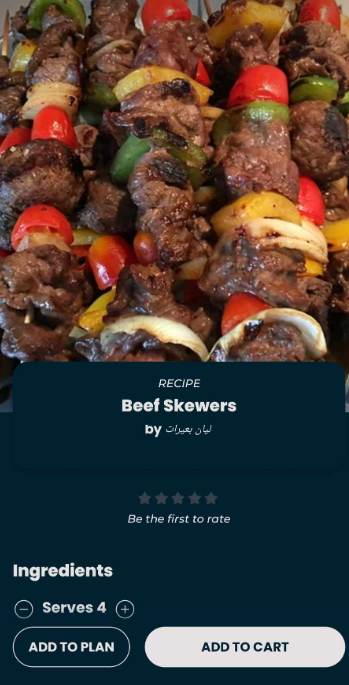 RECIPE
Beef Skewers
by ليان بعيرات
Be the first to rate
Ingredients
Serves 4
ADD TO PLAN
ADD TO CART